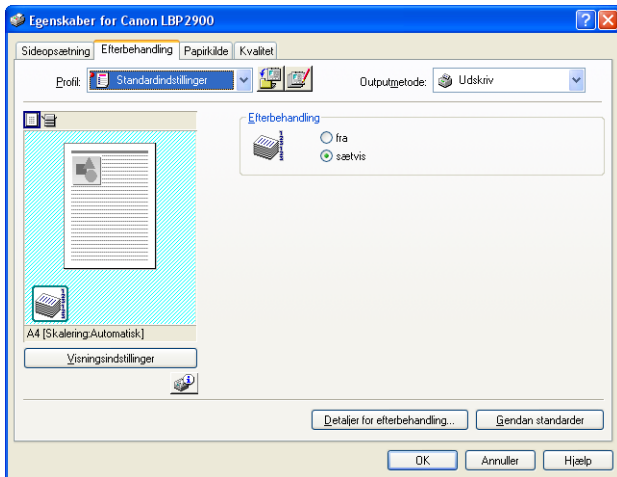 Egenskaber for Canon LBP2900
Sideopsætning Efterbehandling Papirkilde Kvalitet
Profil: Standardindstillinger Outputmetode: Udskriv
Efterbehandling
fra
sætvis
A4 [Skalering:Automatisk]
Visningsindstillinger
Detaljer for efterbehandling... Gendan standarder
OK Annuller Hjælp